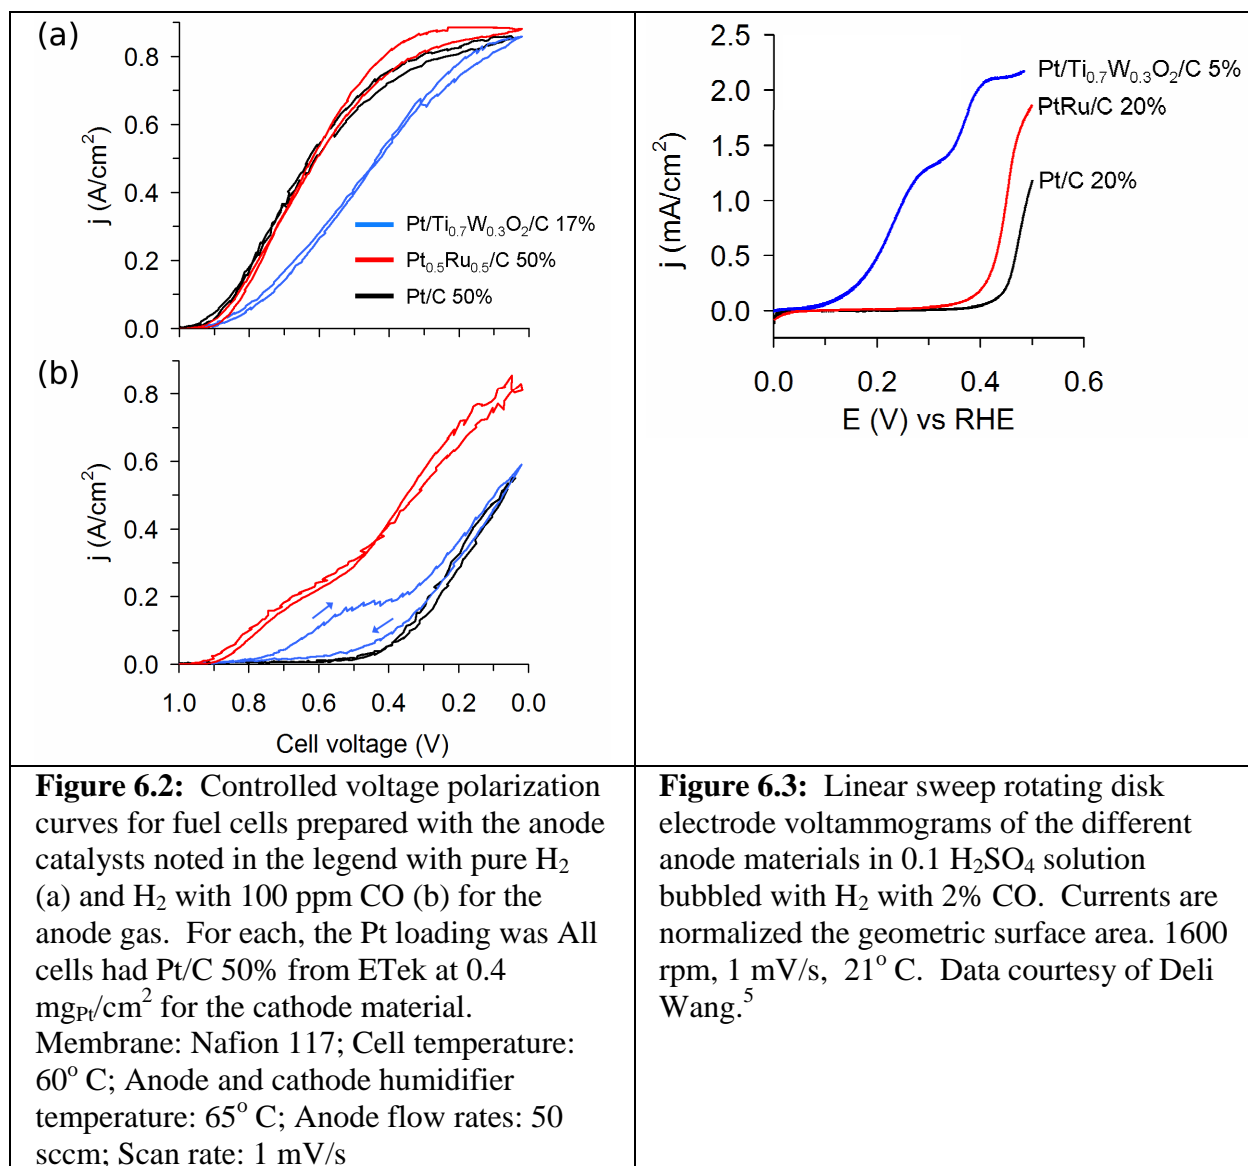 (a)
j (A/cm²)
0.8
0.6
0.4
0.2
0.0
Pt/Ti₀.₇W₀.₃O₂/C 17%
Pt₀.₅Ru₀.₅/C 50%
Pt/C 50%
(b)
j (A/cm²)
0.8
0.6
0.4
0.2
0.0
1.0 0.8 0.6 0.4 0.2 0.0
Cell voltage (V)
2.5
2.0
1.5
1.0
0.5
0.0
j (mA/cm²)
Pt/Ti₀.₇W₀.₃O₂/C 5%
PtRu/C 20%
Pt/C 20%
0.0 0.2 0.4 0.6
E (V) vs RHE
Figure 6.2: Controlled voltage polarization
curves for fuel cells prepared with the anode
catalysts noted in the legend with pure H₂
(a) and H₂ with 100 ppm CO (b) for the
anode gas. For each, the Pt loading was All
cells had Pt/C 50% from ETek at 0.4
mgPt/cm² for the cathode material.
Membrane: Nafion 117; Cell temperature:
60° C; Anode and cathode humidifier
temperature: 65° C; Anode flow rates: 50
sccm; Scan rate: 1 mV/s
Figure 6.3: Linear sweep rotating disk
electrode voltammograms of the different
anode materials in 0.1 H₂SO₄ solution
bubbled with H₂ with 2% CO. Currents are
normalized the geometric surface area. 1600
rpm, 1 mV/s, 21° C. Data courtesy of Deli
Wang.⁵